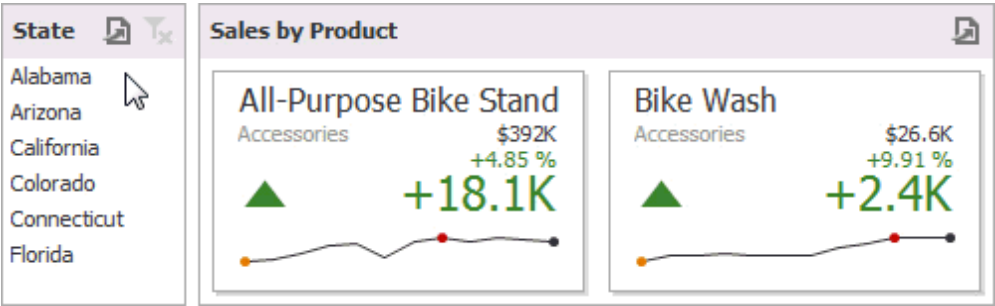 State
Alabama
Arizona
California
Colorado
Connecticut
Florida
Sales by Product
All-Purpose Bike Stand
Accessories
$392K
+4.85 %
+18.1K
Bike Wash
Accessories
$26.6K
+9.91 %
+2.4K